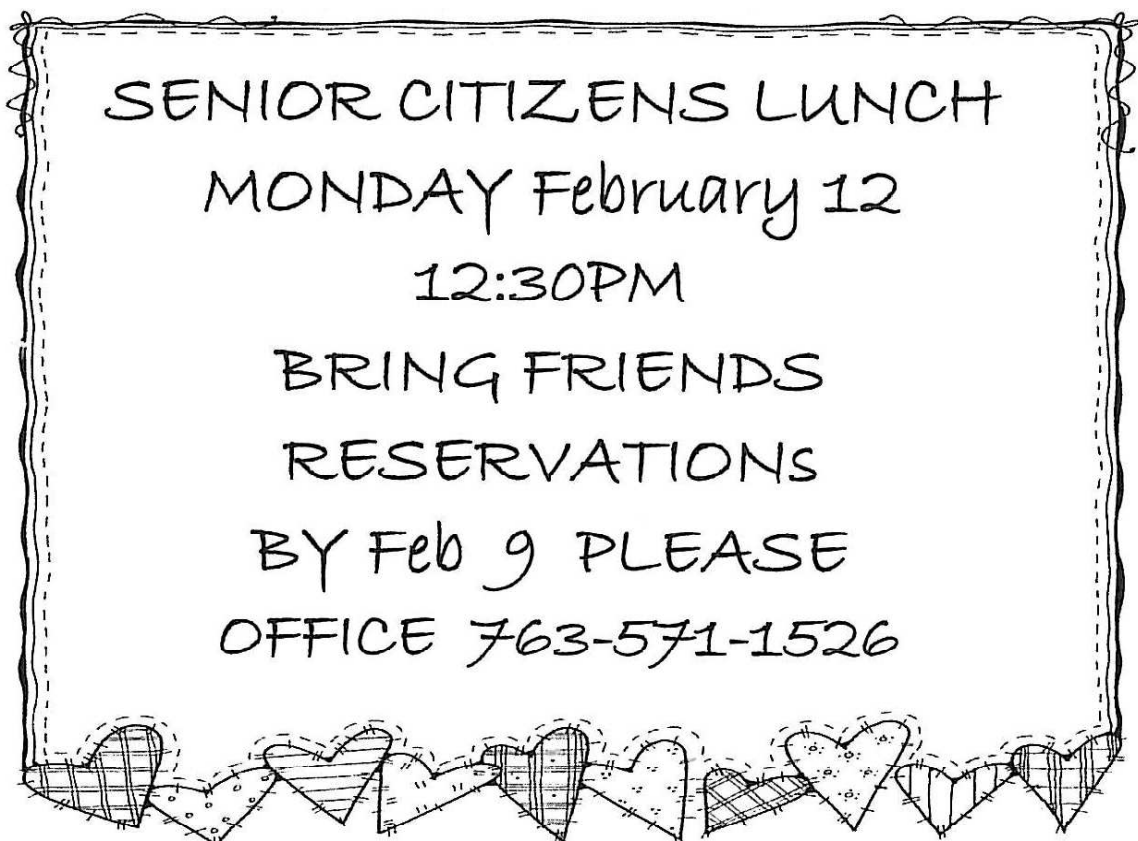 SENIOR CITIZENS LUNCH
MONDAY February 12
12:30PM
BRING FRIENDS
RESERVATIONs
BY Feb 9 PLEASE
OFFICE 763-571-1526